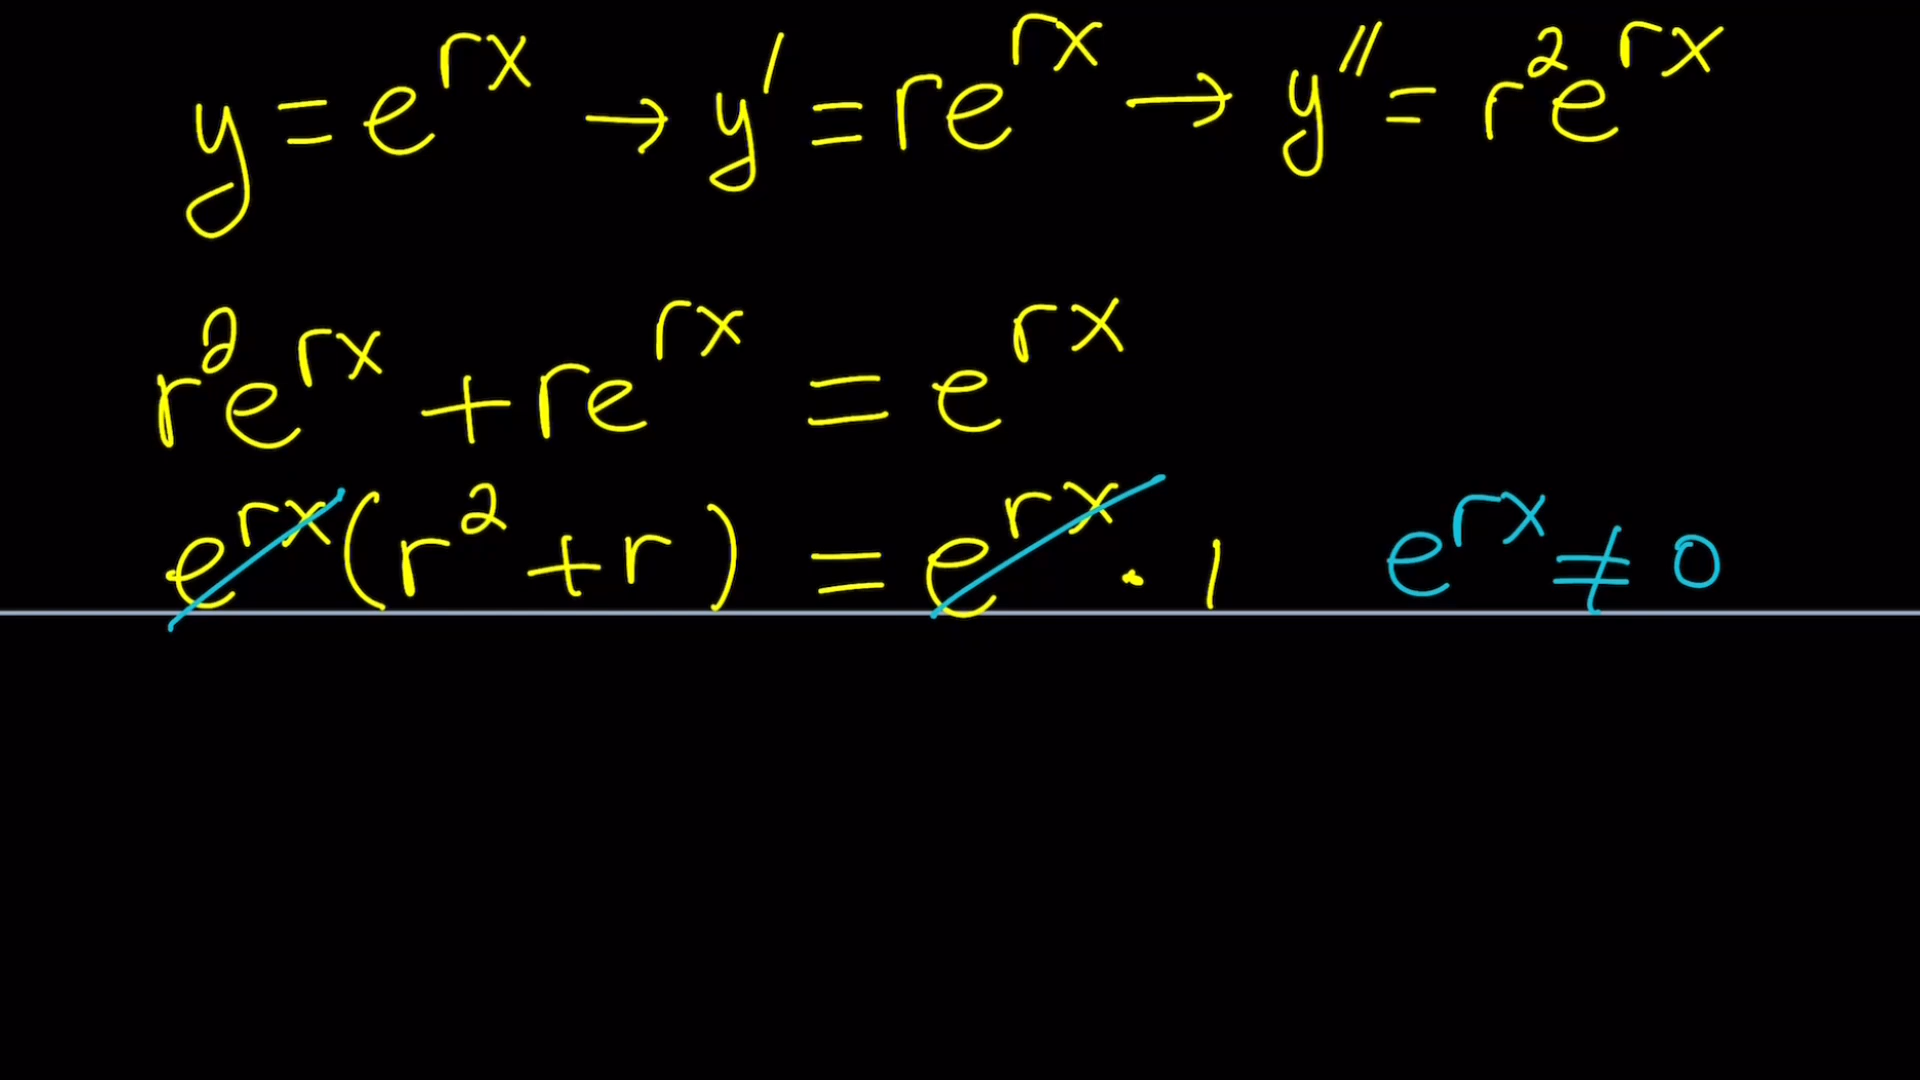 y = e^{rx} → y' = re^{rx} → y'' = r^2e^{rx}
r^2e^{rx} + re^{rx} = e^{rx}
e^{rx}(r^2 + r) = e^{rx} · 1 e^{rx} ≠ 0